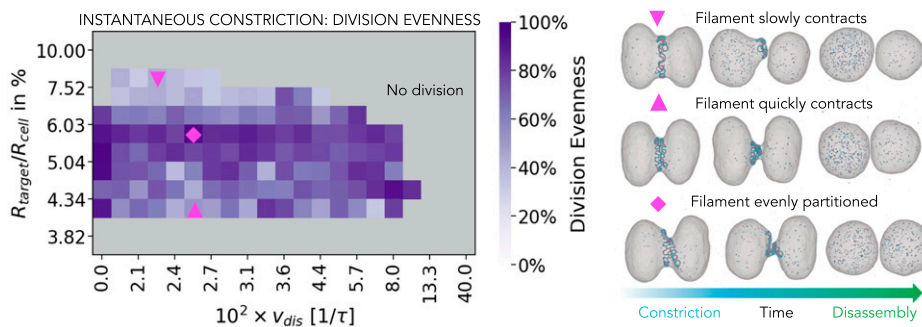 INSTANTANEOUS CONSTRICTION: DIVISION EVENNESS
R_target/R_cell in %
10.00
7.52
6.03
5.04
4.34
3.82
No division
0.0
2.1
2.4
2.7
3.1
3.6
4.4
5.7
8.0
13.3
40.0
10² × v_dis [1/τ]
100%
80%
60%
40%
20%
0%
Division Evenness
Filament slowly contracts
Filament quickly contracts
Filament evenly partitioned
Constriction Time Disassembly